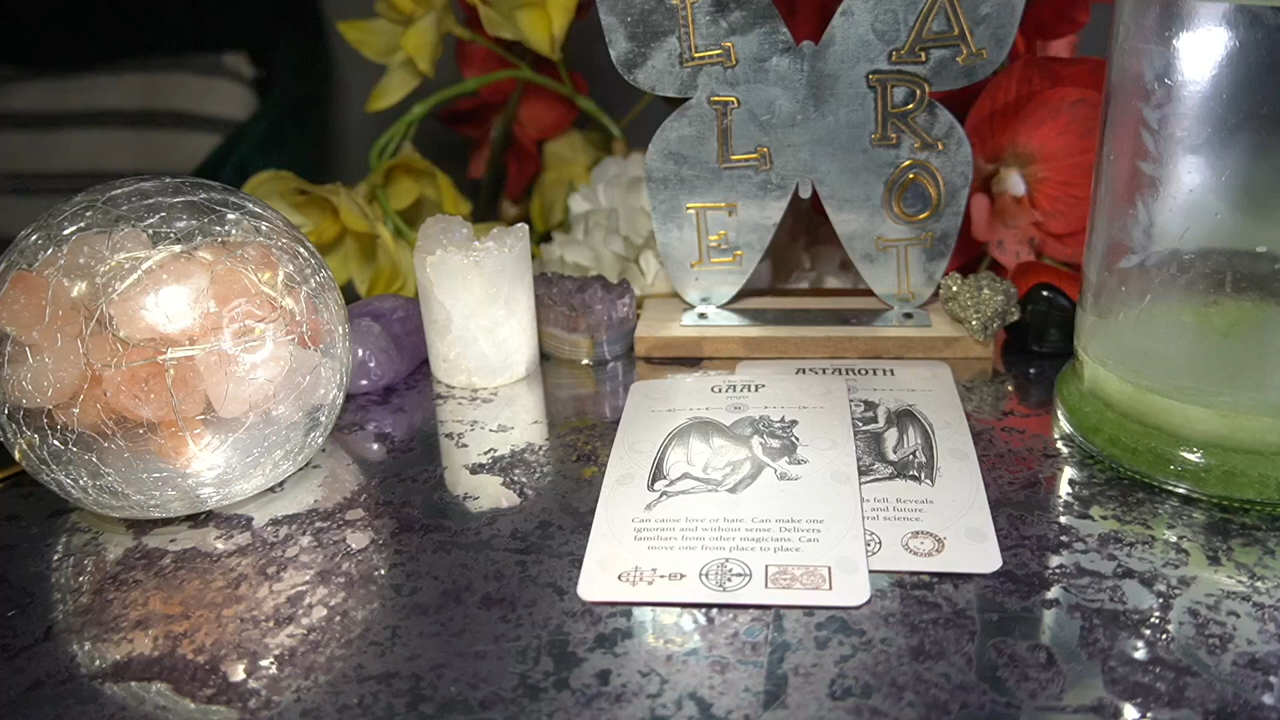 L
L
E
A
R
O
T
GAAP
Can cause love or hate. Can make one
ignorant and without sense. Delivers
familiars from other magicians. Can
move one from place to place.
ASTAROTH
fell. Reveals
and future.
science.